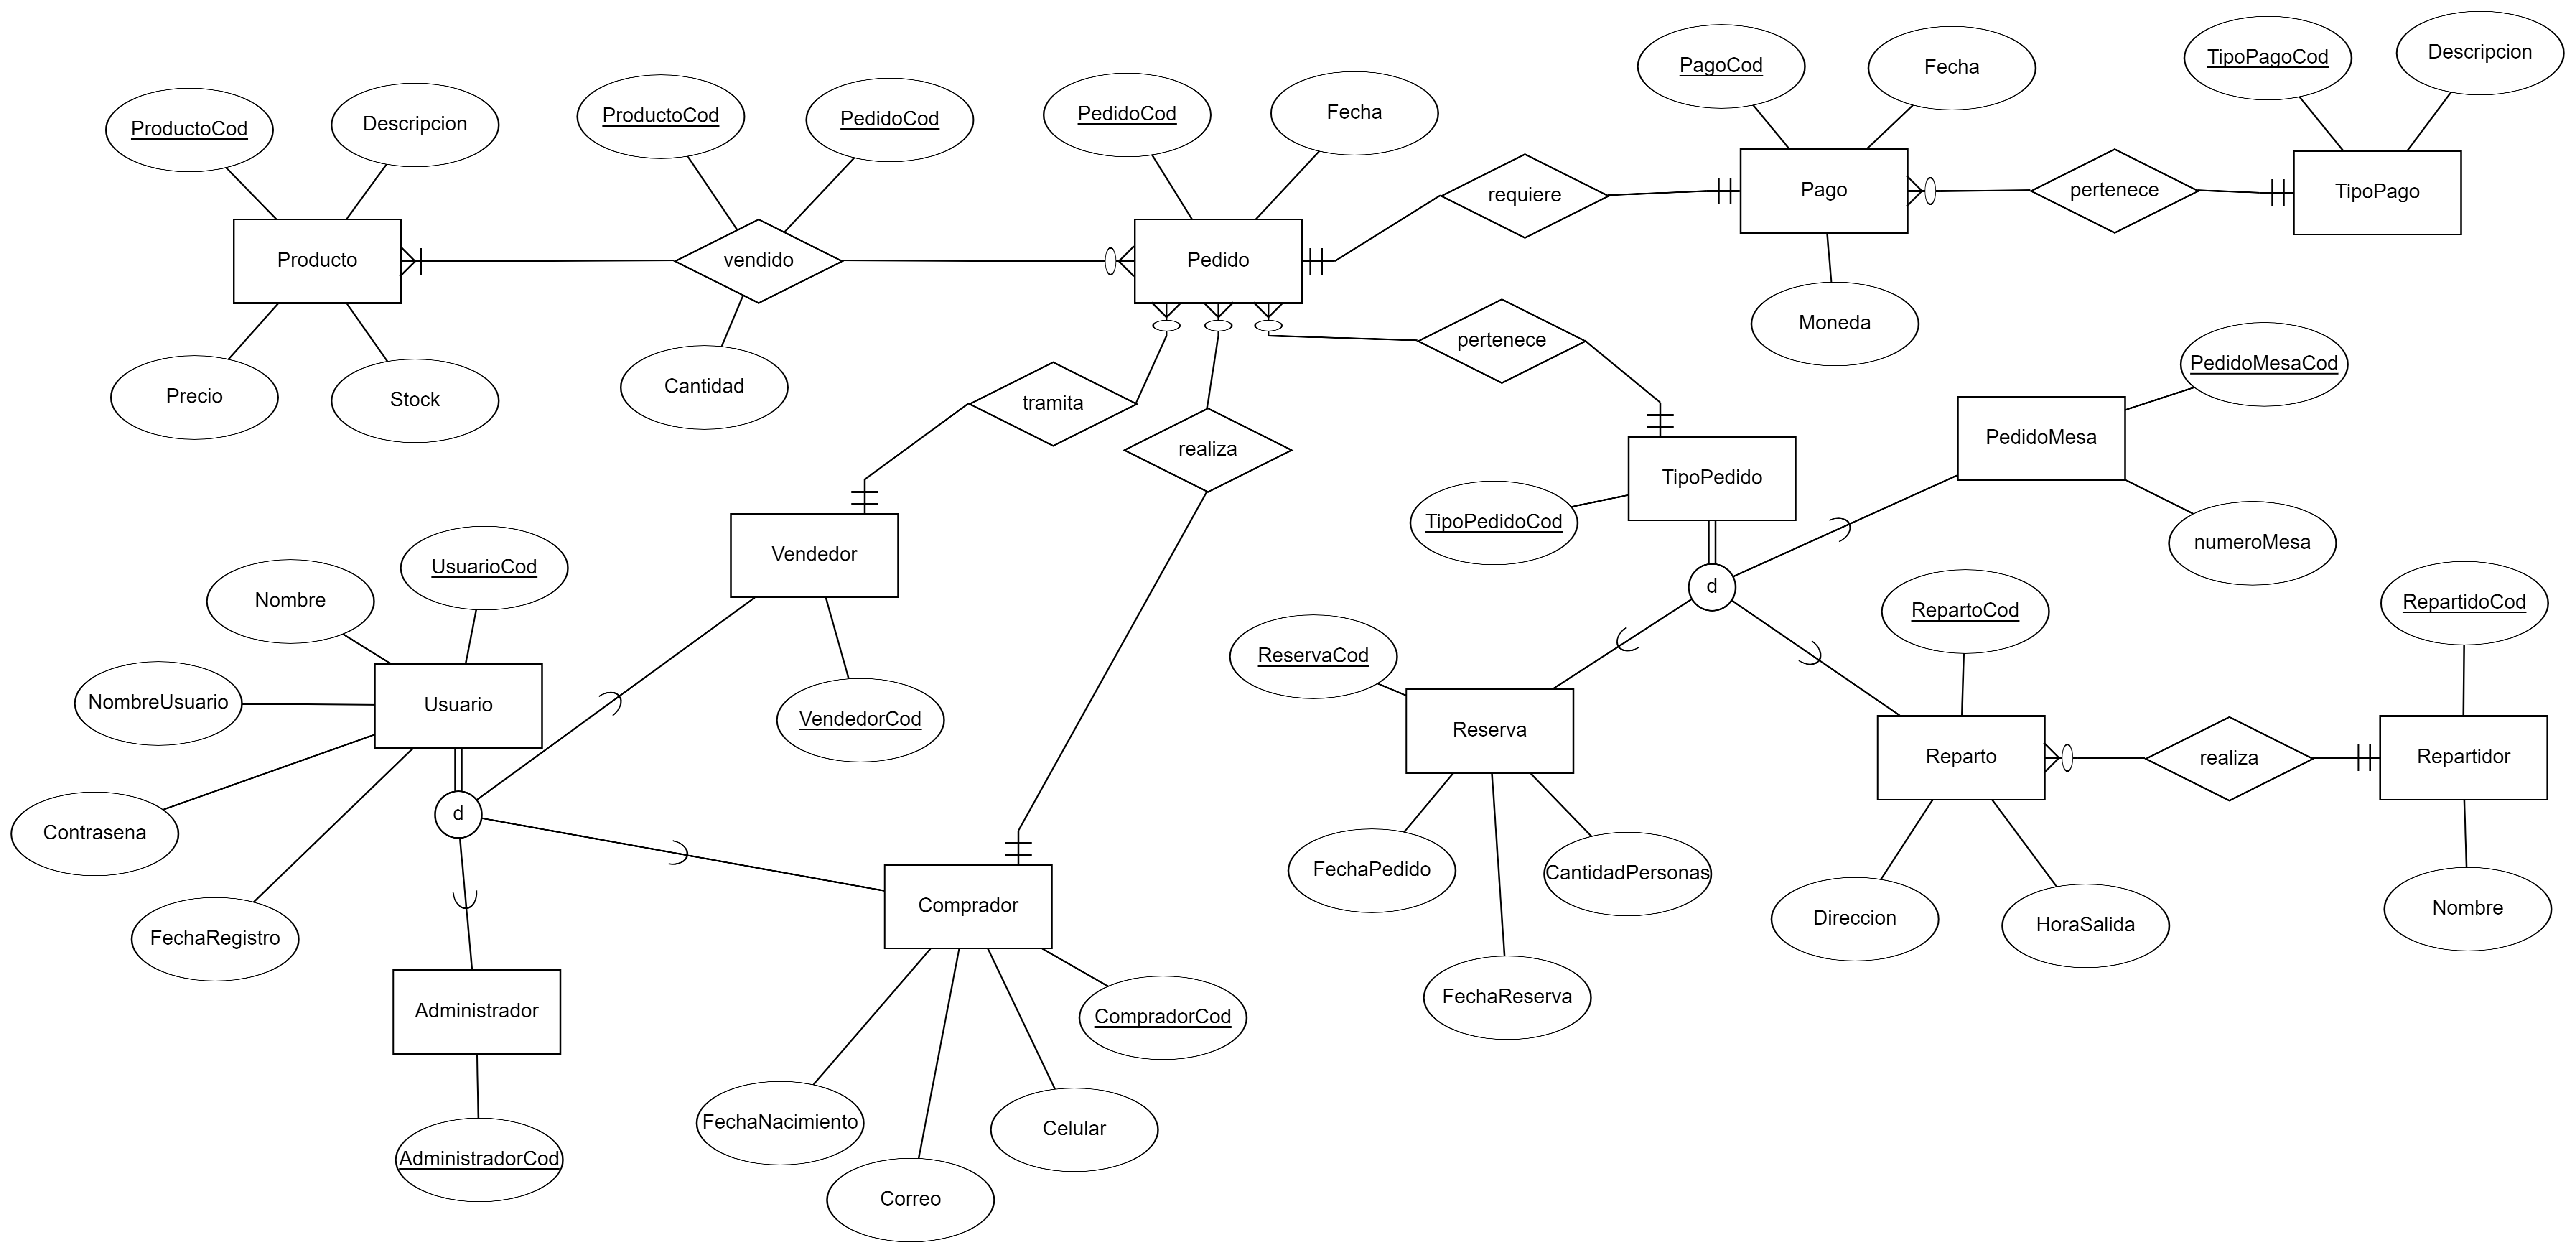 ProductoCod
Descripcion
Producto
Precio
Stock
ProductoCod
PedidoCod
vendido
Cantidad
PedidoCod
Fecha
Pedido
requiere
PagoCod
Fecha
Pago
Moneda
pertenece
TipoPagoCod
Descripcion
TipoPago
tramita
realiza
pertenece
TipoPedido
TipoPedidoCod
d
PedidoMesa
PedidoMesaCod
numeroMesa
Vendedor
VendedorCod
Nombre
UsuarioCod
NombreUsuario
Usuario
Contrasena
FechaRegistro
d
Administrador
AdministradorCod
Comprador
CompradorCod
FechaNacimiento
Correo
Celular
ReservaCod
Reserva
FechaPedido
CantidadPersonas
FechaReserva
RepartoCod
Reparto
Direccion
HoraSalida
realiza
RepartidoCod
Repartidor
Nombre